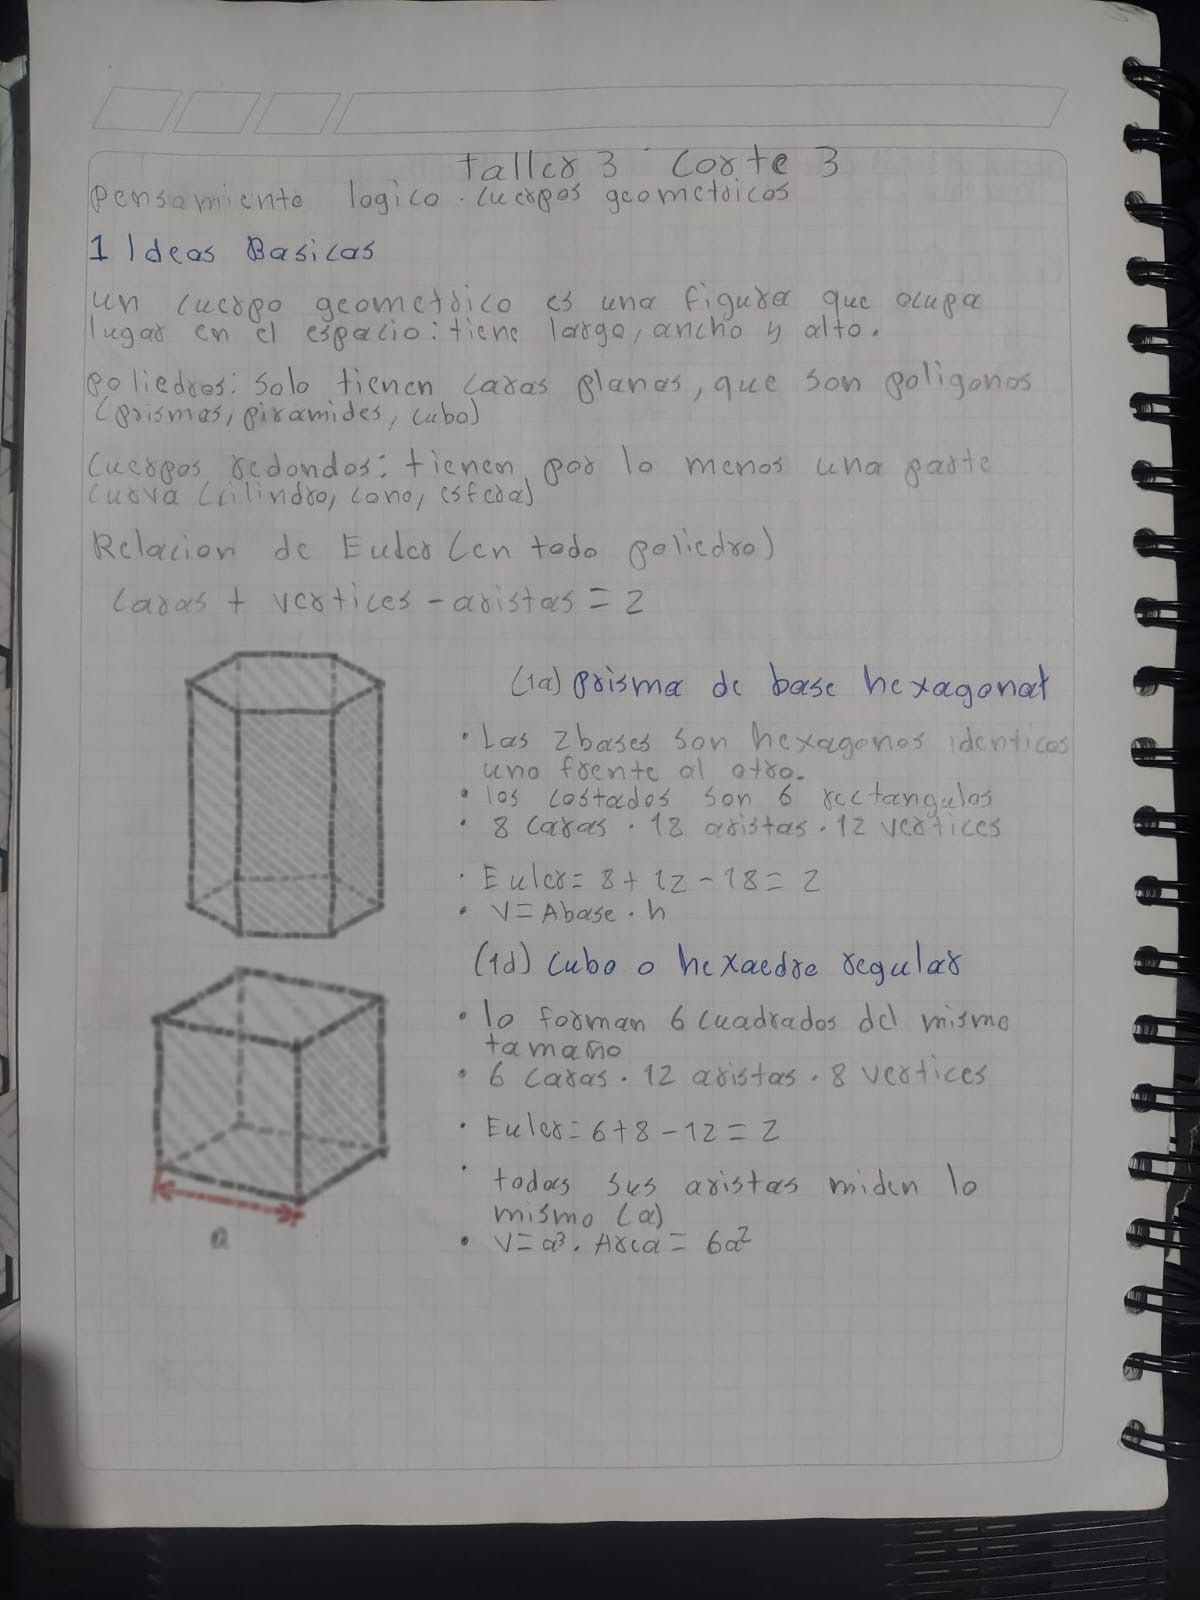 taller 3 Corte 3
pensamiento logico. Cuerpos geometricos
1 Ideas Basicas
un cuerpo geometrico es una figura que ocupa
lugar en el espacio: tiene largo, ancho y alto.
poliedros: solo tienen caras planas, que son poligonos
(prismas, piramides, cubo)
Cuerpos redondos: tienen por lo menos una parte
curva (cilindro, cono, esfera)
Relacion de Euler (en todo poliedro)
Caras + vertices - aristas = 2
(1a) prisma de base hexagonal
• Las 2 bases son hexagonos identicos
uno frente al otro.
• los costados son 6 rectangulos
• 8 caras . 18 aristas . 12 vertices
• Euler = 8 + 12 - 18 = 2
• V = Abase . h
(1d) Cubo o hexaedro regular
• lo forman 6 cuadrados del mismo
tamaño
• 6 caras . 12 aristas . 8 vertices
• Euler = 6 + 8 - 12 = 2
• todas sus aristas miden lo
mismo (a)
• V = a³ . Area = 6a²
a